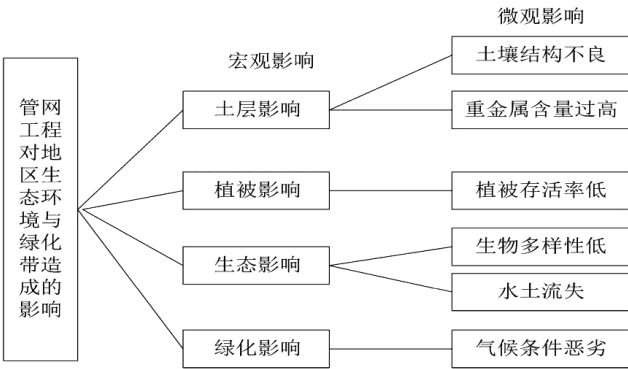 微观影响
宏观影响
土壤结构不良
土层影响
重金属含量过高
管网
工程
对地
区生
态环
境与
绿化
带造
成的
影响
植被影响
植被存活率低
生态影响
生物多样性低
水土流失
绿化影响
气候条件恶劣